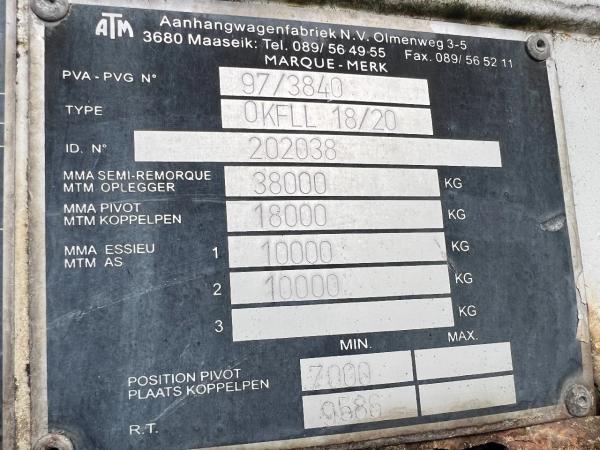 ATM Aanhangwagenfabriek N.V. Olmenweg 3-5
3680 Maaseik: Tel. 089/ 56 49 55 Fax. 089/ 56 52 11
MARQUE - MERK
PVA - PVG N° 97/3840
TYPE OKFLL 18/20
ID. N° 202038
MMA SEMI-REMORQUE
MTM OPLEGGER 38000 KG
MMA PIVOT
MTM KOPPELPEN 18000 KG
MMA ESSIEU
MTM AS 1 10000 KG
2 10000 KG
3 KG
MIN. MAX.
POSITION PIVOT
PLAATS KOPPELPEN 7000
R.T. 9586